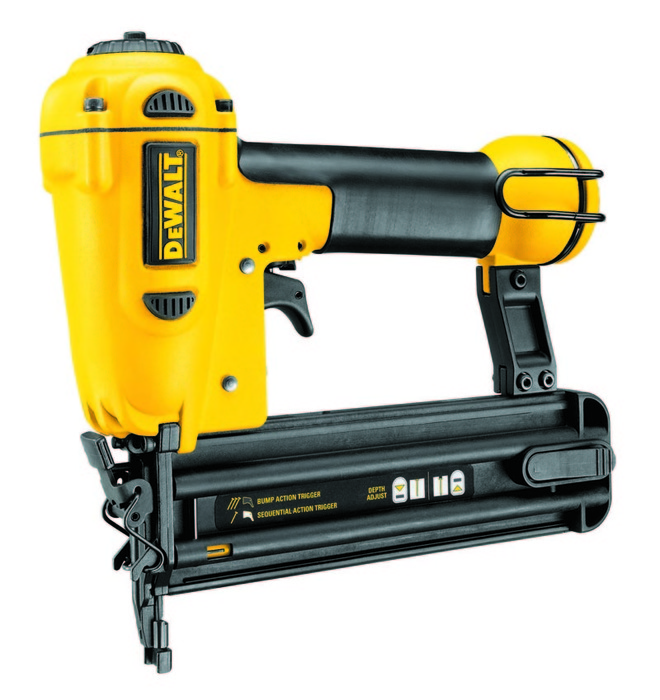 DEWALT®
BUMP ACTION TRIGGER
SEQUENTIAL ACTION TRIGGER
DEPTH
ADJUST